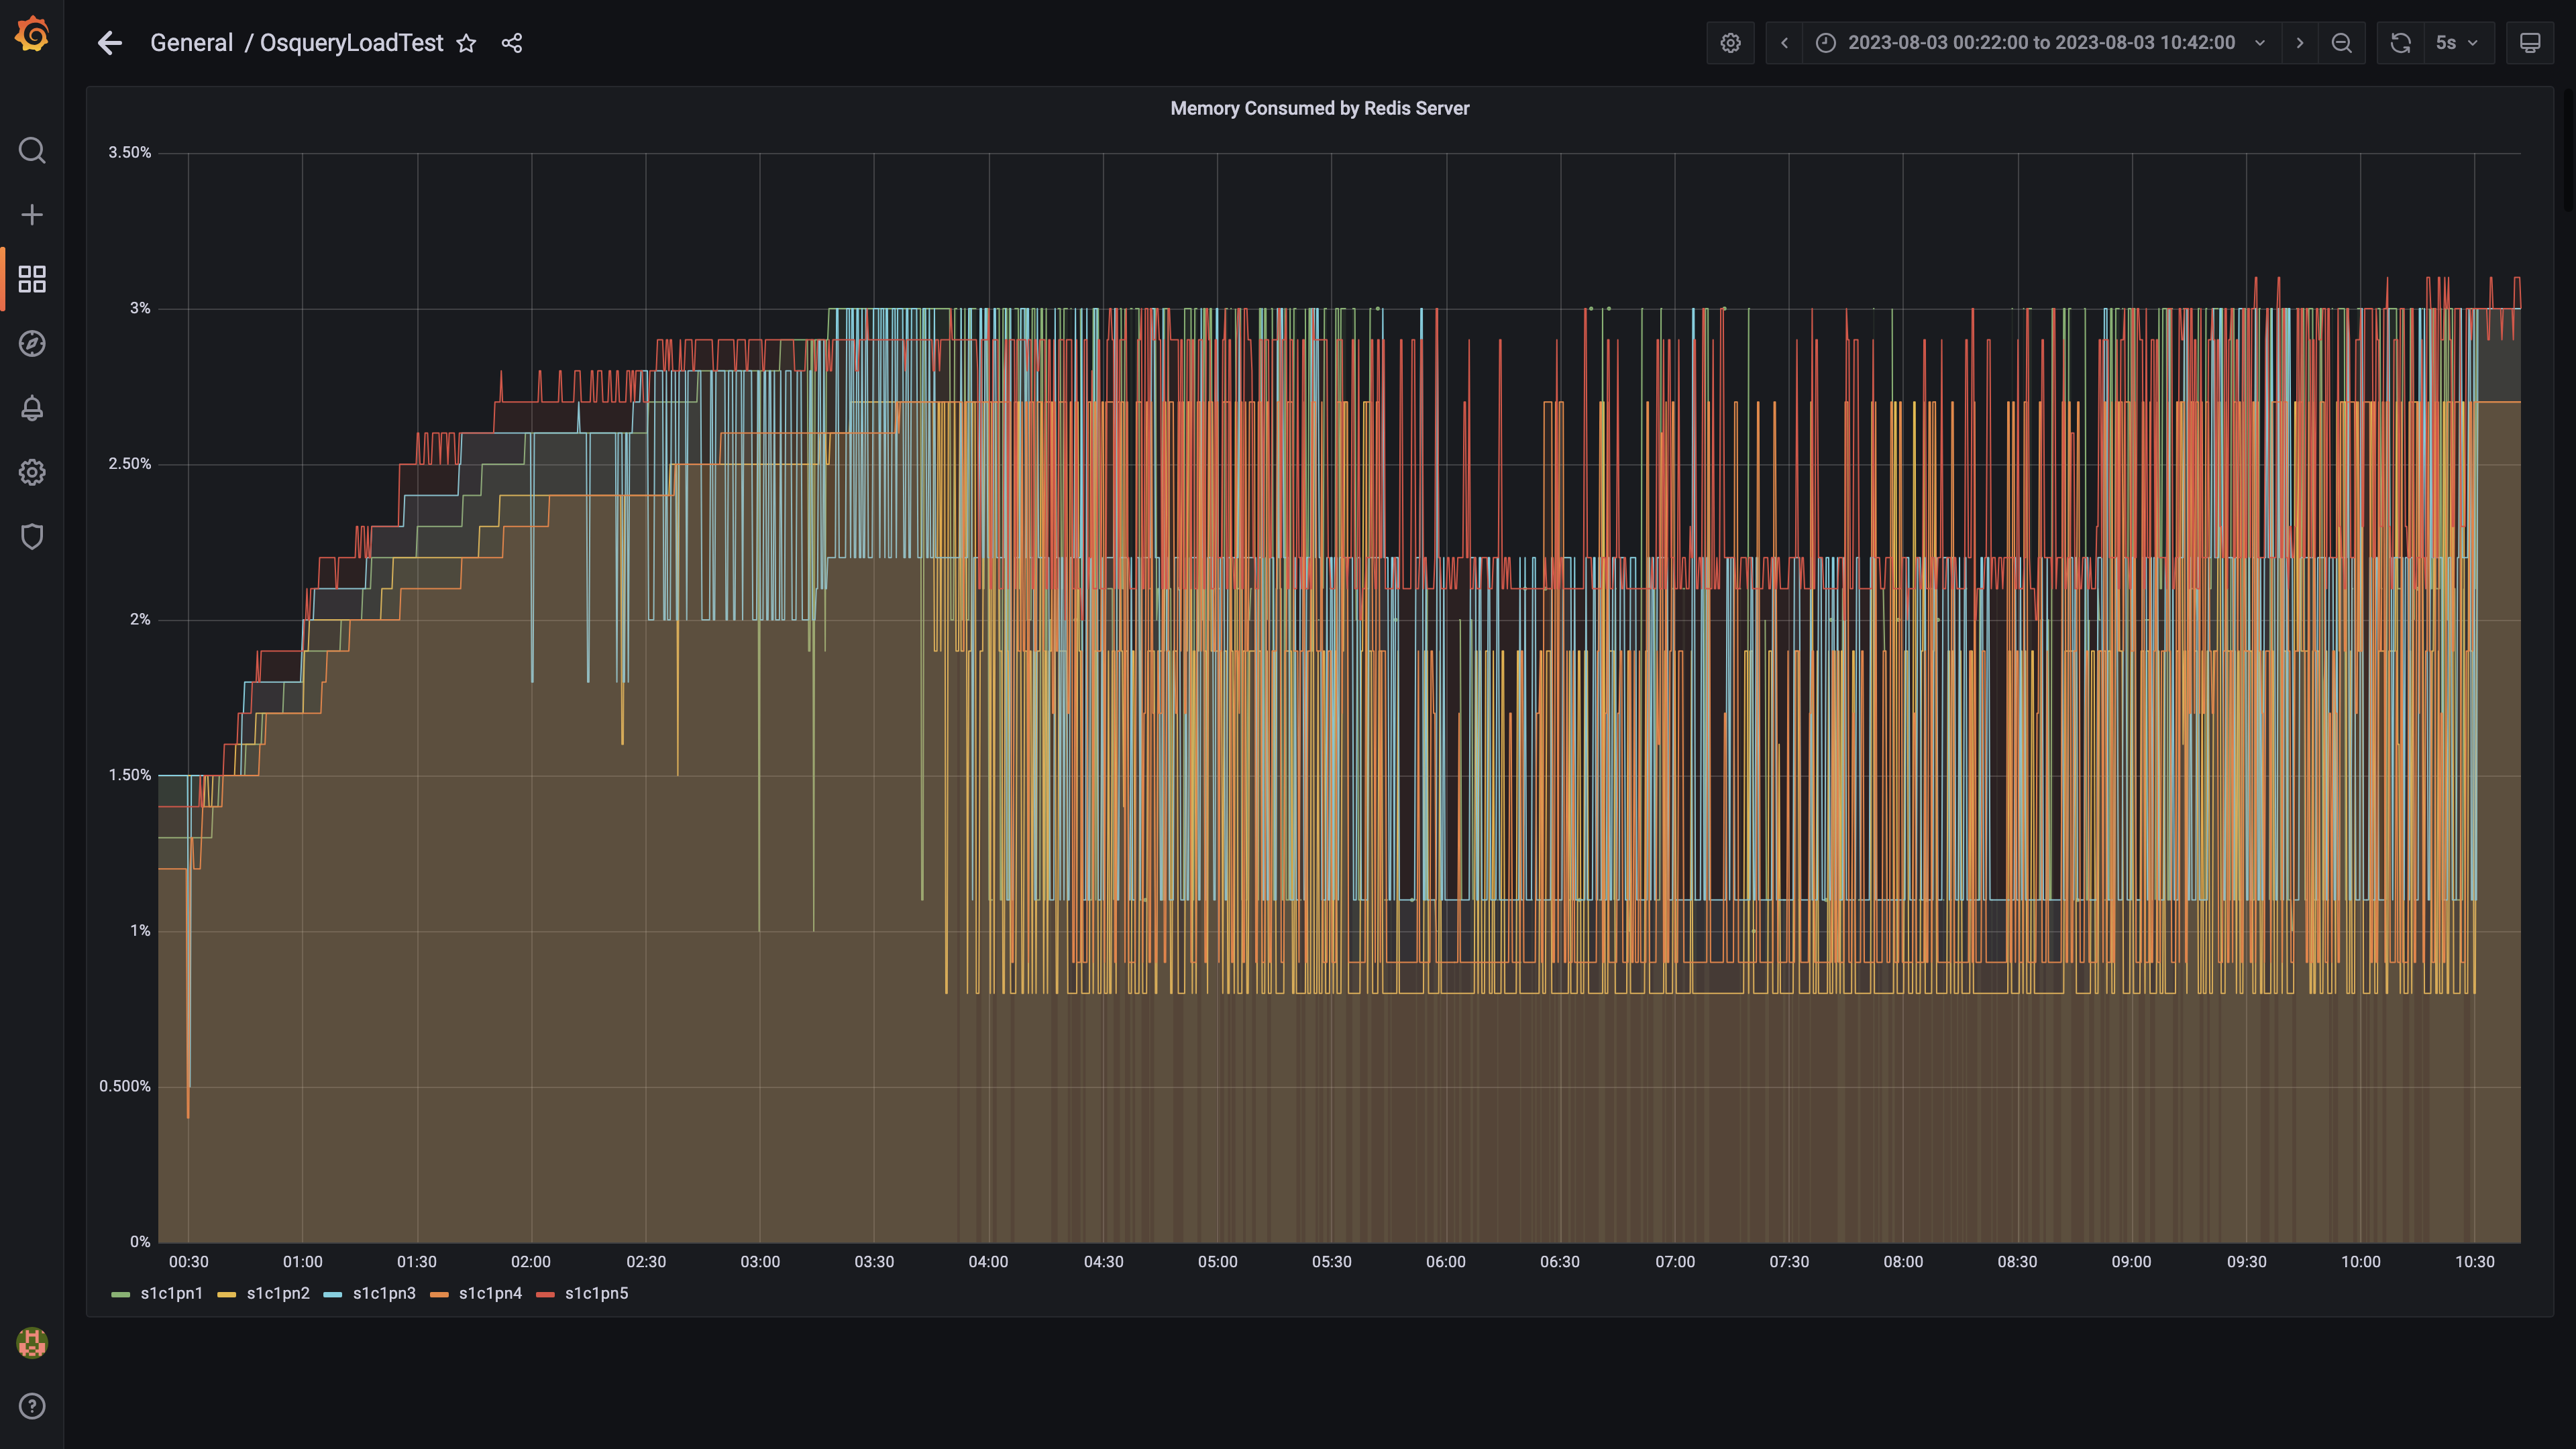 General / OsqueryLoadTest
2023-08-03 00:22:00 to 2023-08-03 10:42:00
5s
Memory Consumed by Redis Server
3.50%
3%
2.50%
2%
1.50%
1%
0.500%
0%
00:30 01:00 01:30 02:00 02:30 03:00 03:30 04:00 04:30 05:00 05:30 06:00 06:30 07:00 07:30 08:00 08:30 09:00 09:30 10:00 10:30
s1c1pn1 s1c1pn2 s1c1pn3 s1c1pn4 s1c1pn5